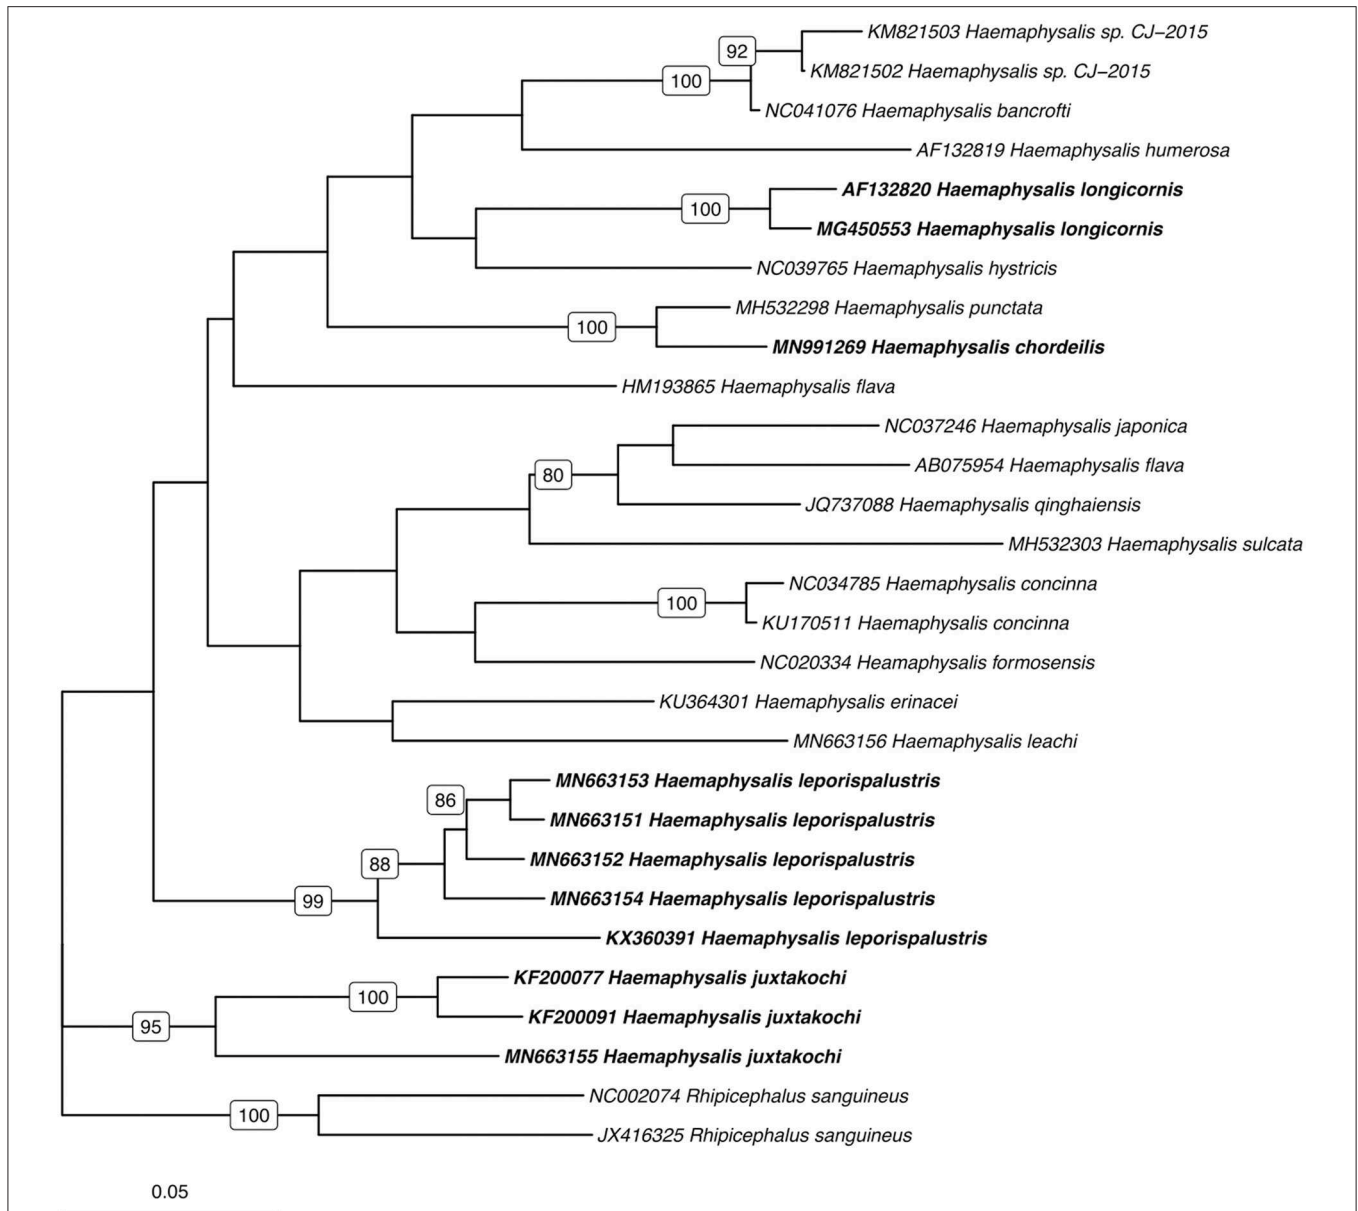 KM821503 Haemaphysalis sp. CJ−2015
92
KM821502 Haemaphysalis sp. CJ−2015
100
NC041076 Haemaphysalis bancrofti
AF132819 Haemaphysalis humerosa
AF132820 Haemaphysalis longicornis
100
MG450553 Haemaphysalis longicornis
NC039765 Haemaphysalis hystricis
MH532298 Haemaphysalis punctata
100
MN991269 Haemaphysalis chordeilis
HM193865 Haemaphysalis flava
NC037246 Haemaphysalis japonica
AB075954 Haemaphysalis flava
80
JQ737088 Haemaphysalis qinghaiensis
MH532303 Haemaphysalis sulcata
NC034785 Haemaphysalis concinna
100
KU170511 Haemaphysalis concinna
NC020334 Heamaphysalis formosensis
KU364301 Haemaphysalis erinacei
MN663156 Haemaphysalis leachi
MN663153 Haemaphysalis leporispalustris
86
MN663151 Haemaphysalis leporispalustris
MN663152 Haemaphysalis leporispalustris
88
MN663154 Haemaphysalis leporispalustris
99
KX360391 Haemaphysalis leporispalustris
KF200077 Haemaphysalis juxtakochi
100
KF200091 Haemaphysalis juxtakochi
95
MN663155 Haemaphysalis juxtakochi
NC002074 Rhipicephalus sanguineus
100
JX416325 Rhipicephalus sanguineus
0.05